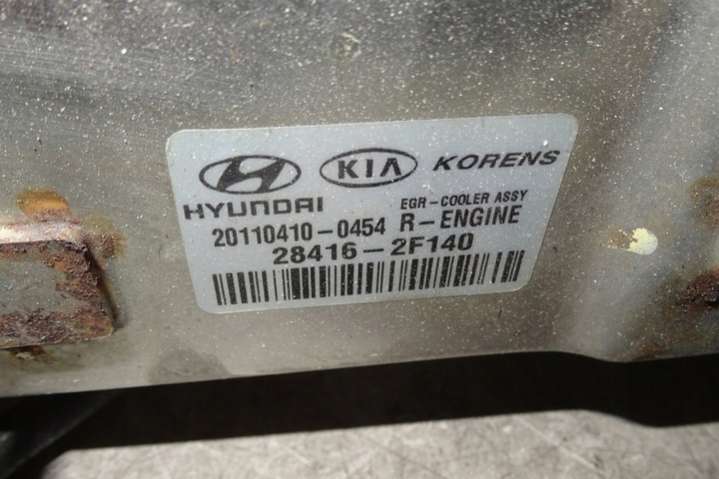 HYUNDAI KIA KORENS
EGR-COOLER ASSY
20110410-0454 R-ENGINE
28416-2F140